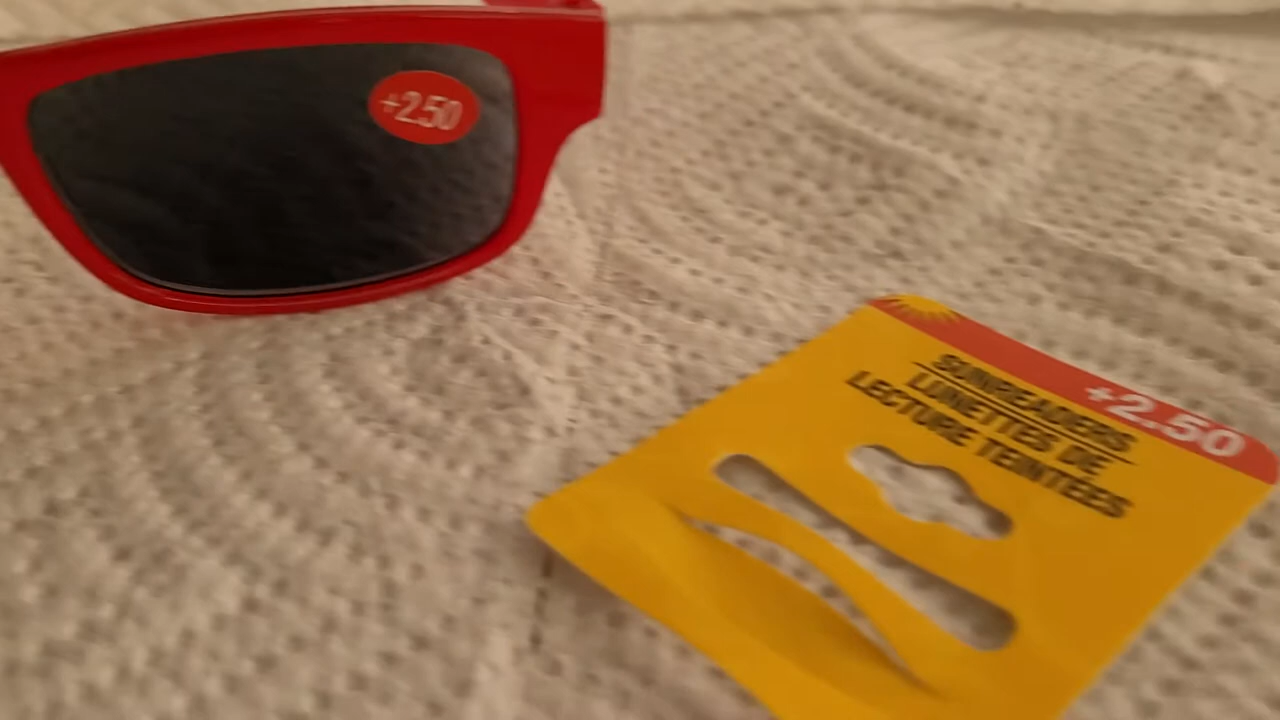 +2.50
+2.50
SUNREADERS
LUNETTES DE
LECTURE TEINTÉES